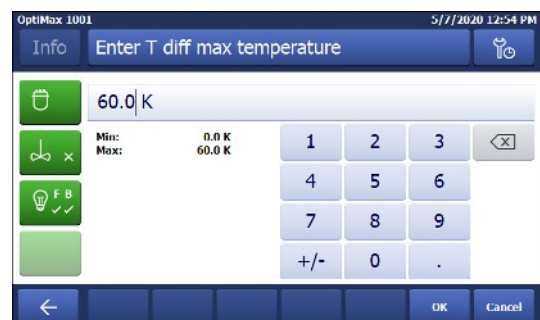 OptiMax 1001 5/7/2020 12:54 PM
Info Enter T diff max temperature
60.0 K
Min: 0.0 K
Max: 60.0 K
1 2 3
4 5 6
F B
7 8 9
+/- 0 .
OK Cancel